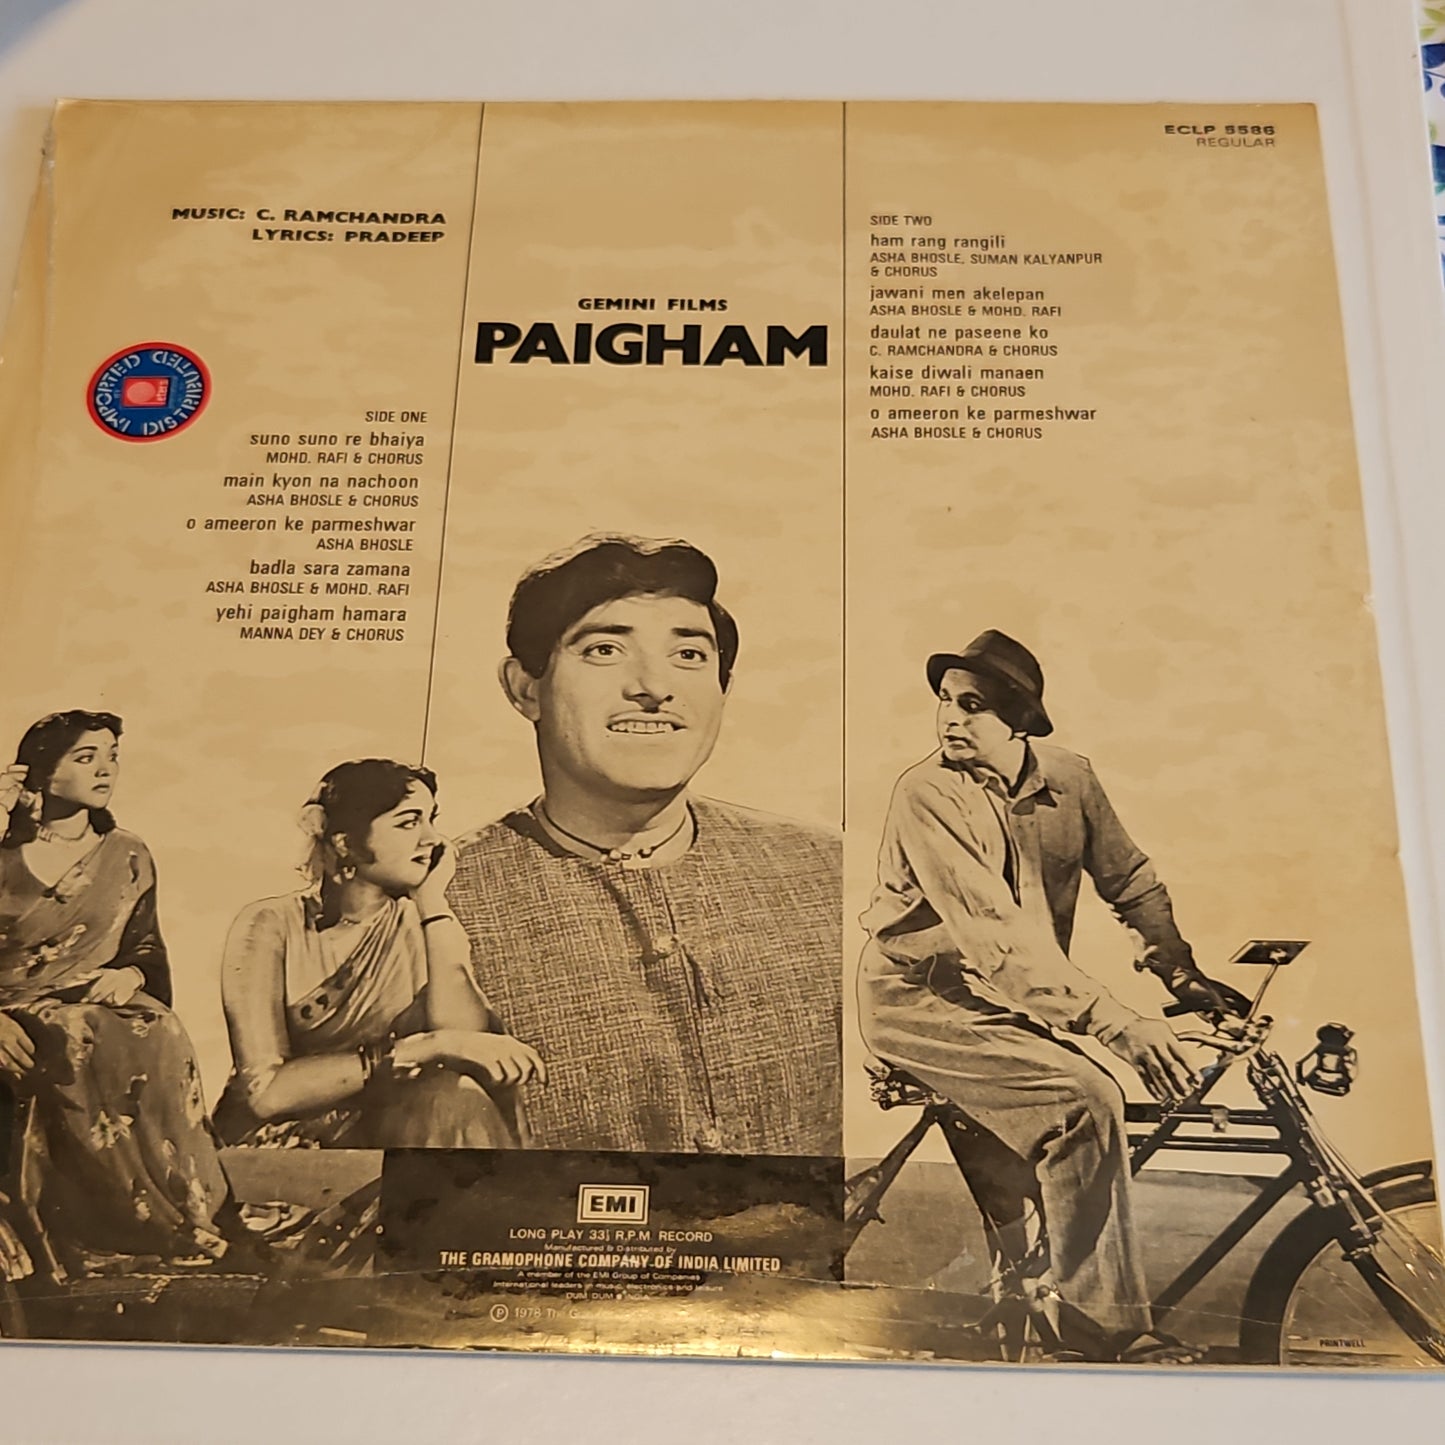 ECLP 5586
REGULAR
MUSIC: C. RAMCHANDRA
LYRICS: PRADEEP
GEMINI FILMS
PAIGHAM
IMPORTED
DIST
SIDE ONE
suno suno re bhaiya
MOHD. RAFI & CHORUS
main kyon na nachoon
ASHA BHOSLE & CHORUS
o ameeron ke parmeshwar
ASHA BHOSLE
badla sara zamana
ASHA BHOSLE & MOHD. RAFI
yehi paigham hamara
MANNA DEY & CHORUS
SIDE TWO
ham rang rangili
ASHA BHOSLE, SUMAN KALYANPUR
& CHORUS
jawani men akelepan
ASHA BHOSLE & MOHD. RAFI
daulat ne paseene ko
C. RAMCHANDRA & CHORUS
kaise diwali manaen
MOHD. RAFI & CHORUS
o ameeron ke parmeshwar
ASHA BHOSLE & CHORUS
EMI
LONG PLAY 33⅓ R.P.M RECORD
Manufactured & Distributed by
THE GRAMOPHONE COMPANY OF INDIA LIMITED
A member of the EMI Group of Companies
International leaders in music, electronics and leisure
DUM DUM • INDIA
Ⓟ 1978 The
PRINTWELL